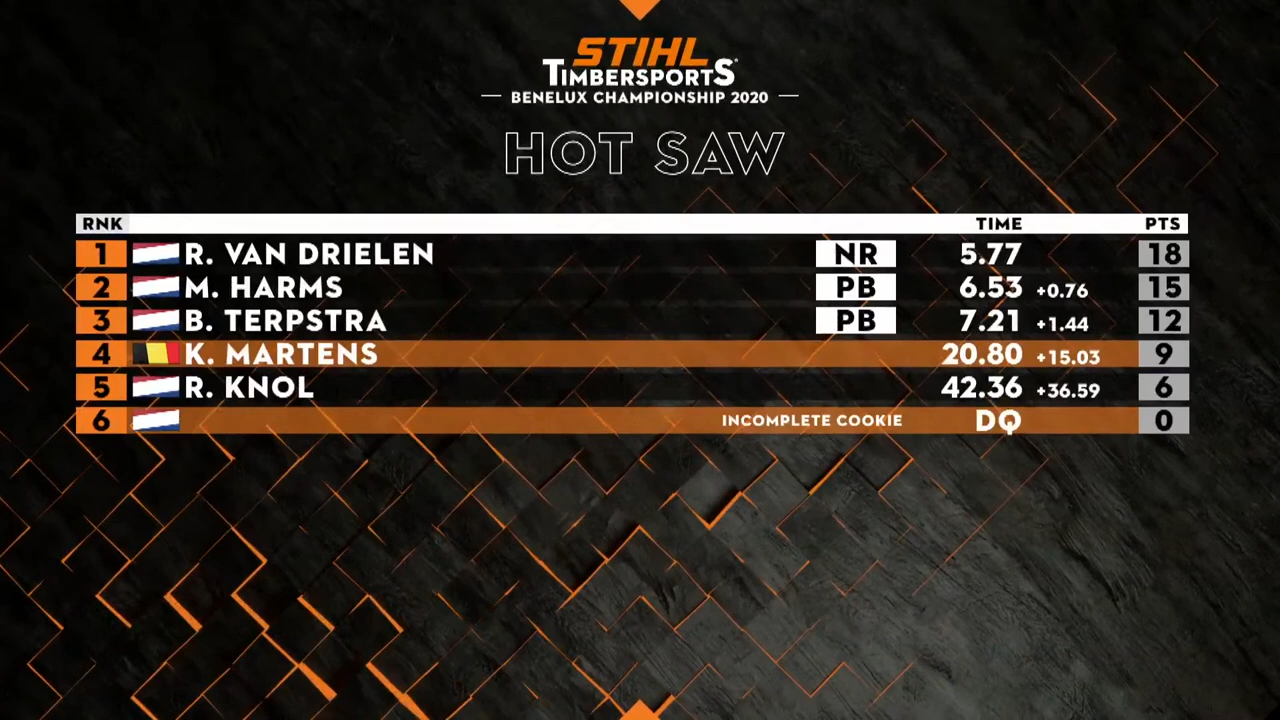 STIHL
TIMBERSPORTS®
BENELUX CHAMPIONSHIP 2020
HOT SAW
RNK TIME PTS
1 R. VAN DRIELEN NR 5.77 18
2 M. HARMS PB 6.53 +0.76 15
3 B. TERPSTRA PB 7.21 +1.44 12
4 K. MARTENS 20.80 +15.03 9
5 R. KNOL 42.36 +36.59 6
6 INCOMPLETE COOKIE DQ 0